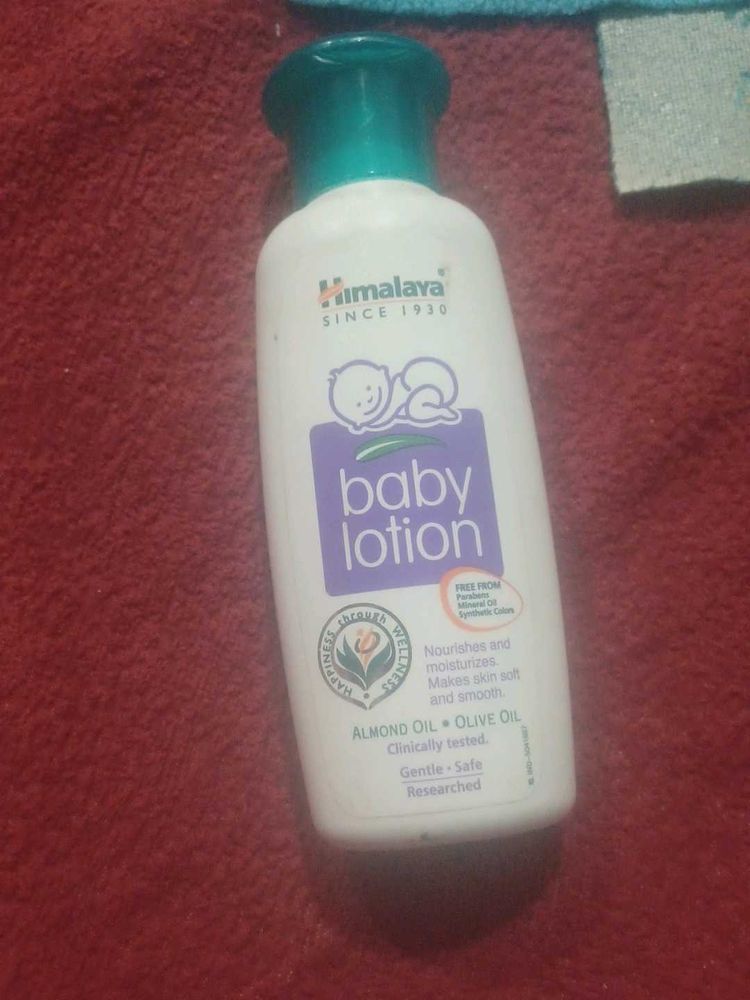 Himalaya
SINCE 1930
baby
lotion
FREE FROM
Parabens
Mineral Oil
Synthetic Colors
HAPPINESS through WELLNESS
Nourishes and
moisturizes.
Makes skin soft
and smooth.
ALMOND OIL • OLIVE OIL
Clinically tested.
Gentle • Safe
Researched